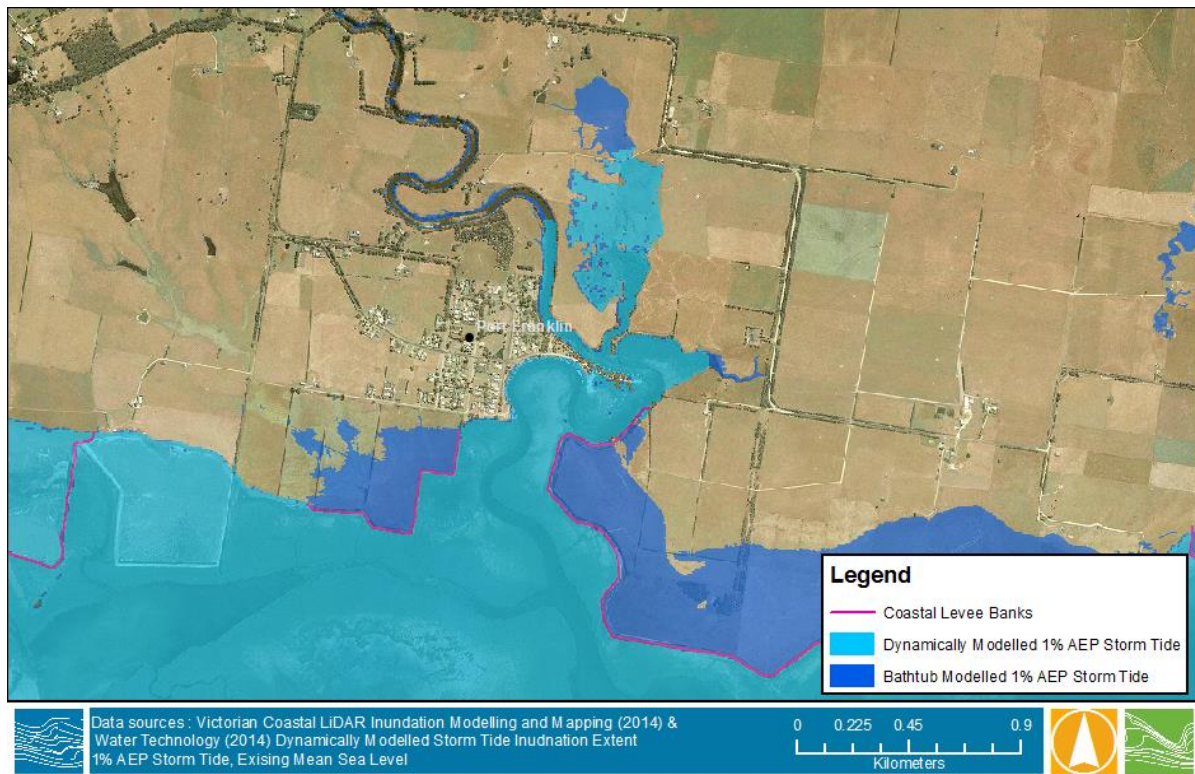 Port Franklin
Legend
Coastal Levee Banks
Dynamically Modelled 1% AEP Storm Tide
Bathtub Modelled 1% AEP Storm Tide
Data sources : Victorian Coastal LiDAR Inundation Modelling and Mapping (2014) &
Water Technology (2014) Dynamically Modelled Storm Tide Inudnation Extent
1% AEP Storm Tide, Exising Mean Sea Level
0 0.225 0.45 0.9
Kilometers